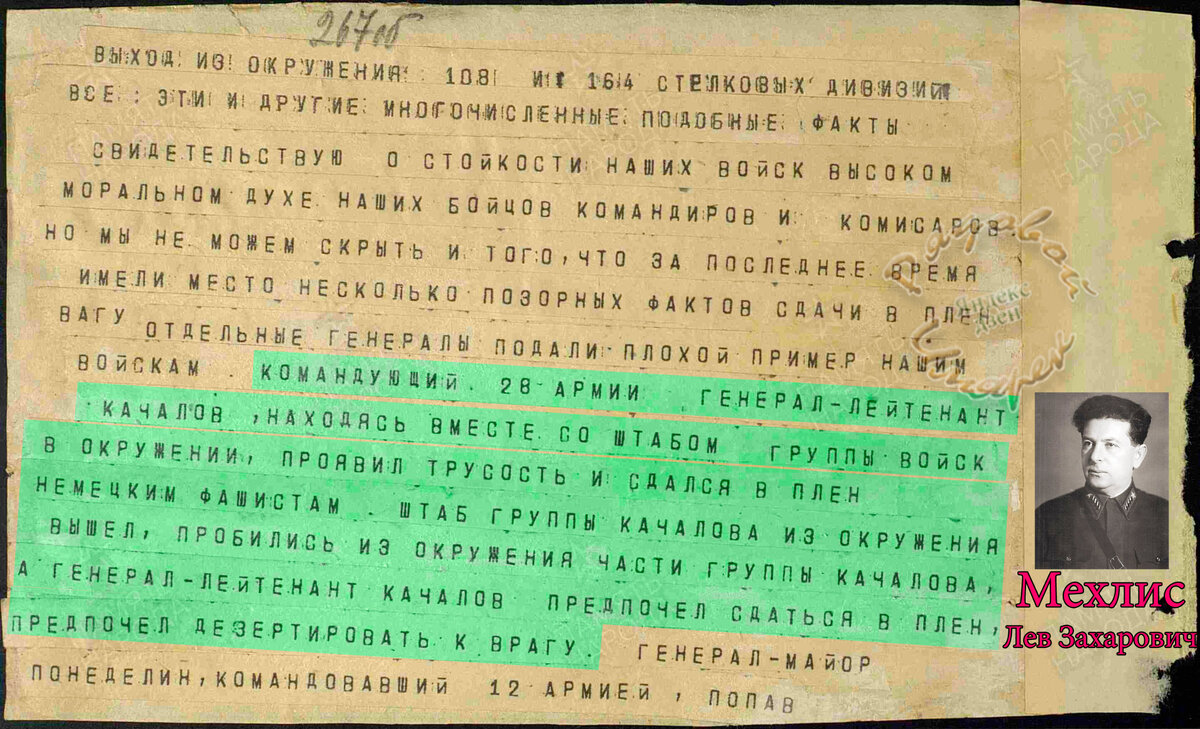 267об
ВЫХОД ИЗ ОКРУЖЕНИЯ 108 И 164 СТРЕЛКОВЫХ ДИВИЗИЙ
ВСЕ ЭТИ И ДРУГИЕ МНОГОЧИСЛЕННЫЕ ПОДОБНЫЕ ФАКТЫ
СВИДЕТЕЛЬСТВУЮ О СТОЙКОСТИ НАШИХ ВОЙСК ВЫСОКОМ
МОРАЛЬНОМ ДУХЕ НАШИХ БОЙЦОВ КОМАНДИРОВ И КОМИСАРОВ.
НО МЫ НЕ МОЖЕМ СКРЫТЬ И ТОГО, ЧТО ЗА ПОСЛЕДНЕЕ ВРЕМЯ
ИМЕЛИ МЕСТО НЕСКОЛЬКО ПОЗОРНЫХ ФАКТОВ СДАЧИ В ПЛЕН
ВАГУ ОТДЕЛЬНЫЕ ГЕНЕРАЛЫ ПОДАЛИ ПЛОХОЙ ПРИМЕР НАШИМ
ВОЙСКАМ . КОМАНДУЮЩИЙ 28 АРМИИ ГЕНЕРАЛ-ЛЕЙТЕНАНТ
КАЧАЛОВ ,НАХОДЯСЬ ВМЕСТЕ СО ШТАБОМ ГРУППЫ ВОЙСК
В ОКРУЖЕНИИ, ПРОЯВИЛ ТРУСОСТЬ И СДАЛСЯ В ПЛЕН
НЕМЕЦКИМ ФАШИСТАМ . ШТАБ ГРУППЫ КАЧАЛОВА ИЗ ОКРУЖЕНИЯ
ВЫШЕЛ, ПРОБИЛИСЬ ИЗ ОКРУЖЕНИЯ ЧАСТИ ГРУППЫ КАЧАЛОВА,
А ГЕНЕРАЛ-ЛЕЙТЕНАНТ КАЧАЛОВ ПРЕДПОЧЕЛ СДАТЬСЯ В ПЛЕН,
ПРЕДПОЧЕЛ ДЕЗЕРТИРОВАТЬ К ВРАГУ. ГЕНЕРАЛ-МАЙОР
ПОНЕДЕЛИН, КОМАНДОВАВШИЙ 12 АРМИЕЙ , ПОПАВ
Мехлис
Лев Захарович
ПАМЯТЬ
НАРОДА
Рядовой
Яндекс
Дзен